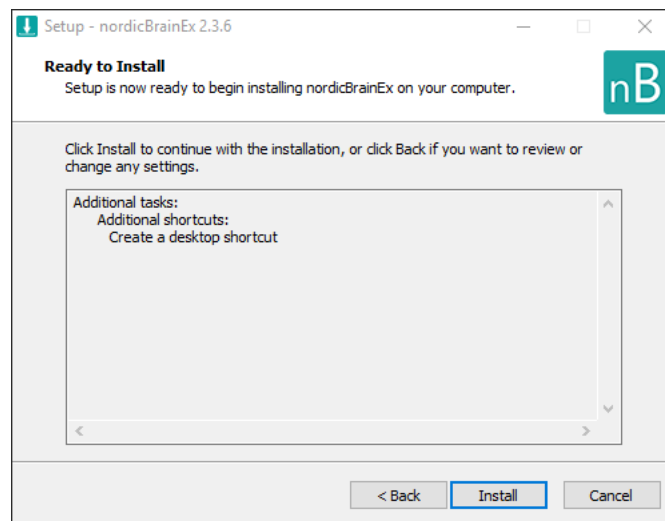 Setup - nordicBrainEx 2.3.6
Ready to Install
Setup is now ready to begin installing nordicBrainEx on your computer.
nB
Click Install to continue with the installation, or click Back if you want to review or
change any settings.
Additional tasks:
Additional shortcuts:
Create a desktop shortcut
< Back
Install
Cancel